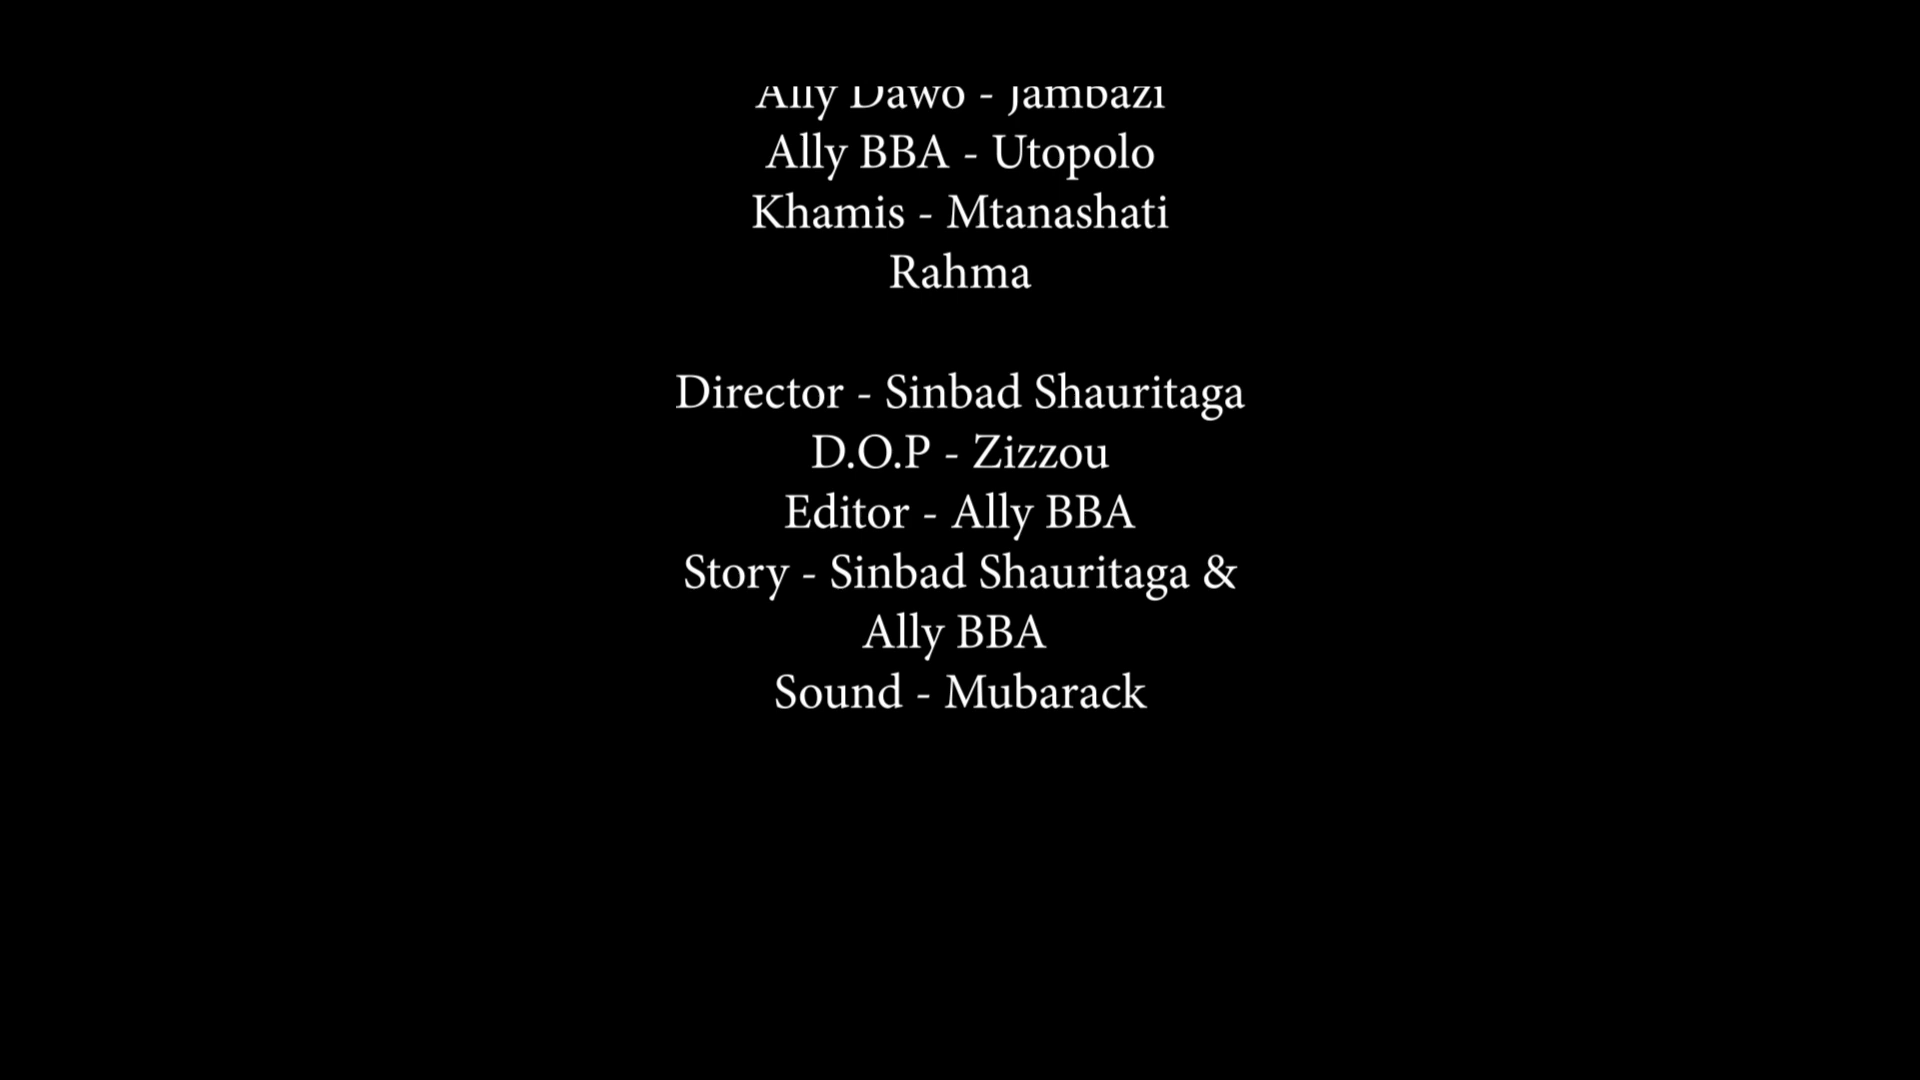 Ally Dawo - Jambazi
Ally BBA - Utopolo
Khamis - Mtanashati
Rahma
Director - Sinbad Shauritaga
D.O.P - Zizzou
Editor - Ally BBA
Story - Sinbad Shauritaga &
Ally BBA
Sound - Mubarack